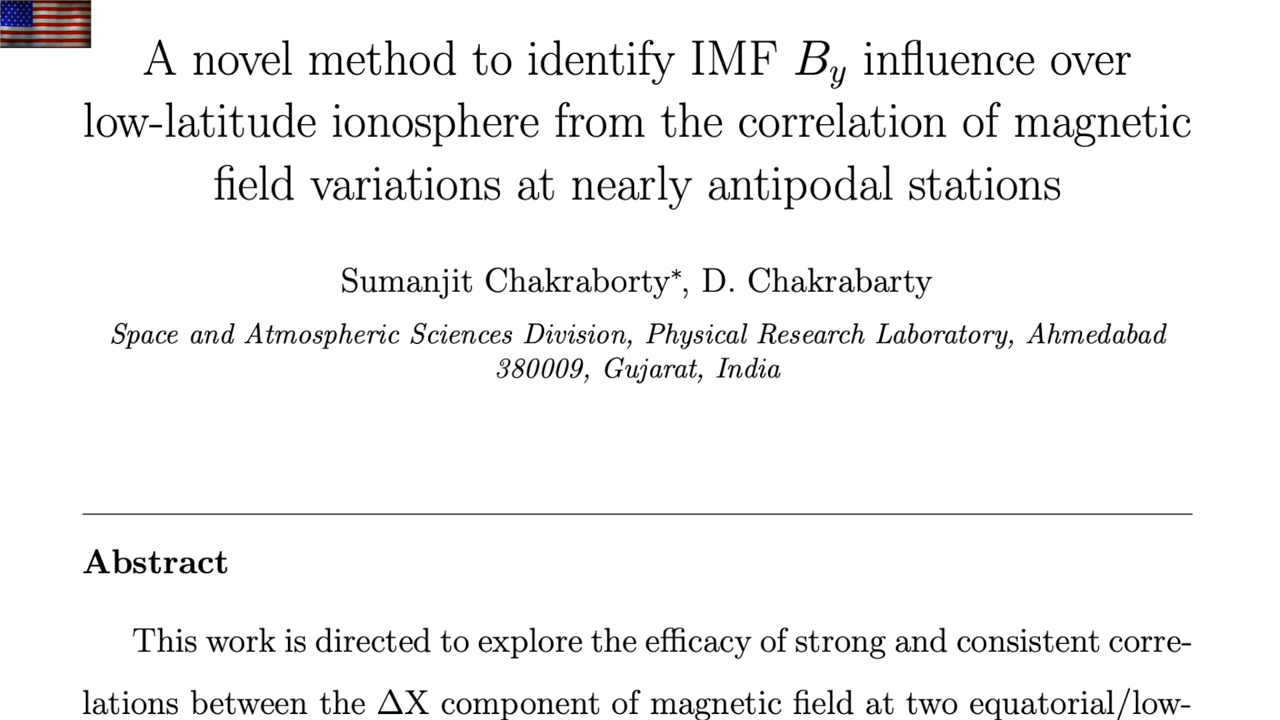 A novel method to identify IMF B_y influence over
low-latitude ionosphere from the correlation of magnetic
field variations at nearly antipodal stations
Sumanjit Chakraborty*, D. Chakrabarty
Space and Atmospheric Sciences Division, Physical Research Laboratory, Ahmedabad
380009, Gujarat, India
Abstract
This work is directed to explore the efficacy of strong and consistent corre-
lations between the ΔX component of magnetic field at two equatorial/low-